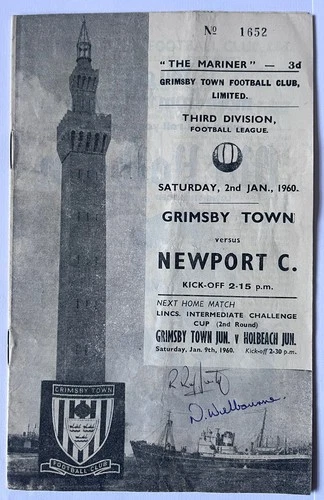 Nº 1652
"THE MARINER" — 3d
GRIMSBY TOWN FOOTBALL CLUB,
LIMITED.
THIRD DIVISION,
FOOTBALL LEAGUE.
SATURDAY, 2nd JAN., 1960.
GRIMSBY TOWN
versus
NEWPORT C.
KICK-OFF 2-15 p.m.
NEXT HOME MATCH
LINCS. INTERMEDIATE CHALLENGE
CUP (2nd Round)
GRIMSBY TOWN JUN. v HOLBEACH JUN.
Saturday, Jan. 9th, 1960. Kick-off 2-30 p.m.
D. Welbourne.
GRIMSBY TOWN
FOOTBALL CLUB